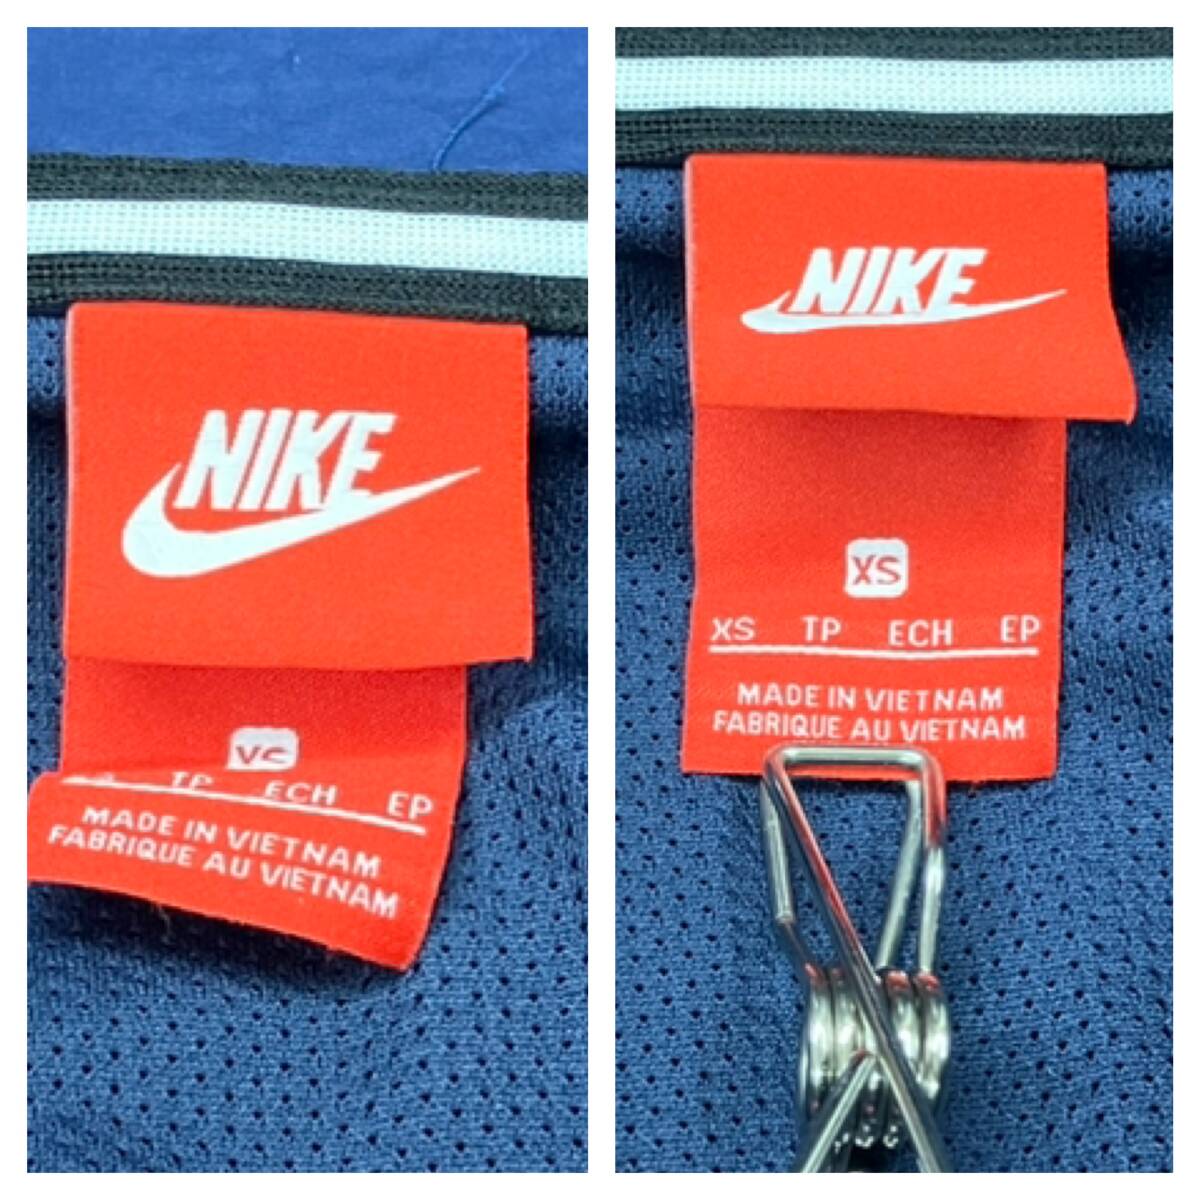 NIKE
TP ECH EP
MADE IN VIETNAM
FABRIQUE AU VIETNAM
NIKE
XS
XS TP ECH EP
MADE IN VIETNAM
FABRIQUE AU VIETNAM